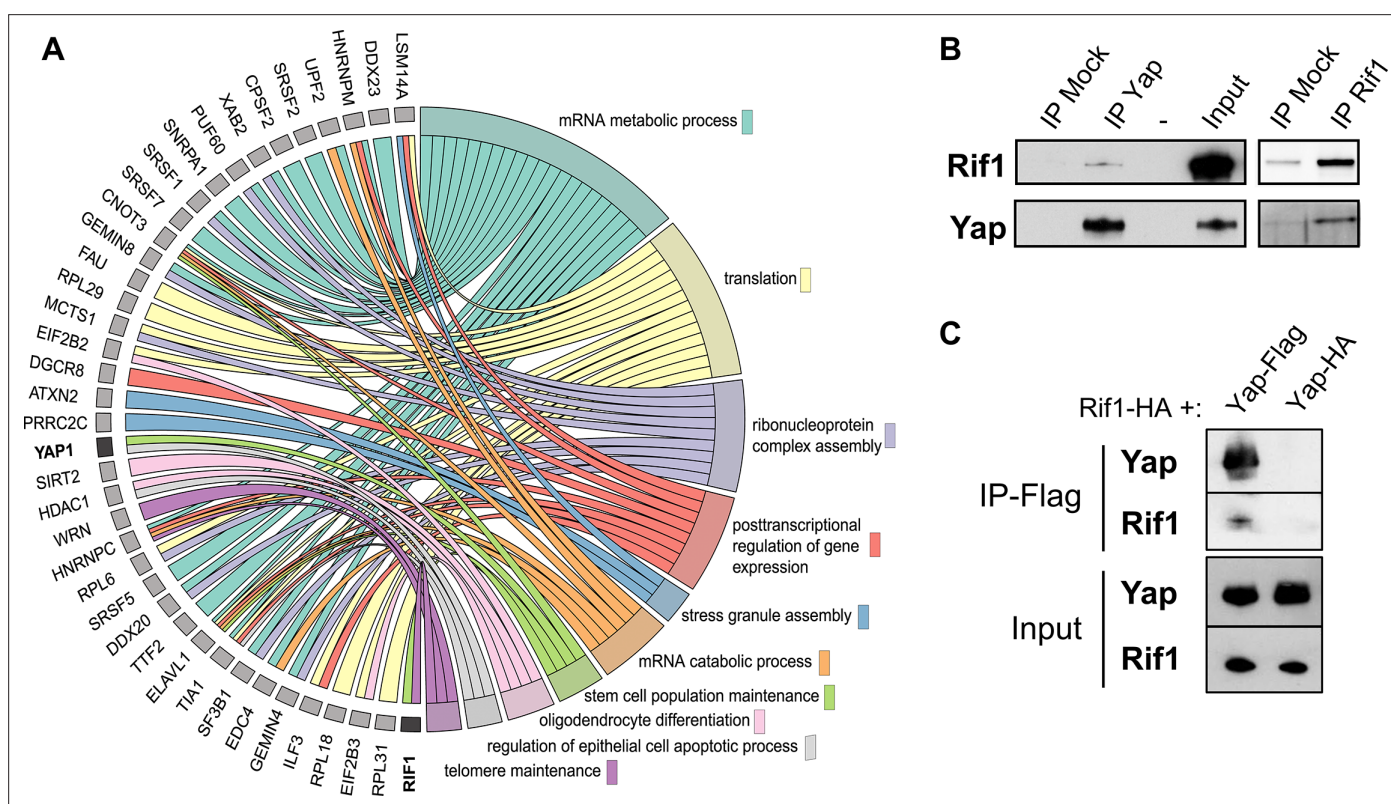 A
LSM14A
DDX23
HNRNPM
UPF2
SRSF2
CPSF2
XAB2
PUF60
SNRPA1
SRSF1
SRSF7
CNOT3
GEMIN8
FAU
RPL29
MCTS1
EIF2B2
DGCR8
ATXN2
PRRC2C
YAP1
SIRT2
HDAC1
WRN
HNRNPC
RPL6
SRSF5
DDX20
TTF2
ELAVL1
TIA1
SF3B1
EDC4
GEMIN4
ILF3
RPL18
EIF2B3
RPL31
RIF1
mRNA metabolic process
translation
ribonucleoprotein
complex assembly
posttranscriptional
regulation of gene
expression
stress granule assembly
mRNA catabolic process
stem cell population maintenance
oligodendrocyte differentiation
regulation of epithelial cell apoptotic process
telomere maintenance
B
IP Mock
IP Yap
-
Input
IP Mock
IP Rif1
Rif1
Yap
C
Rif1-HA +:
Yap-Flag
Yap-HA
IP-Flag
Yap
Rif1
Input
Yap
Rif1